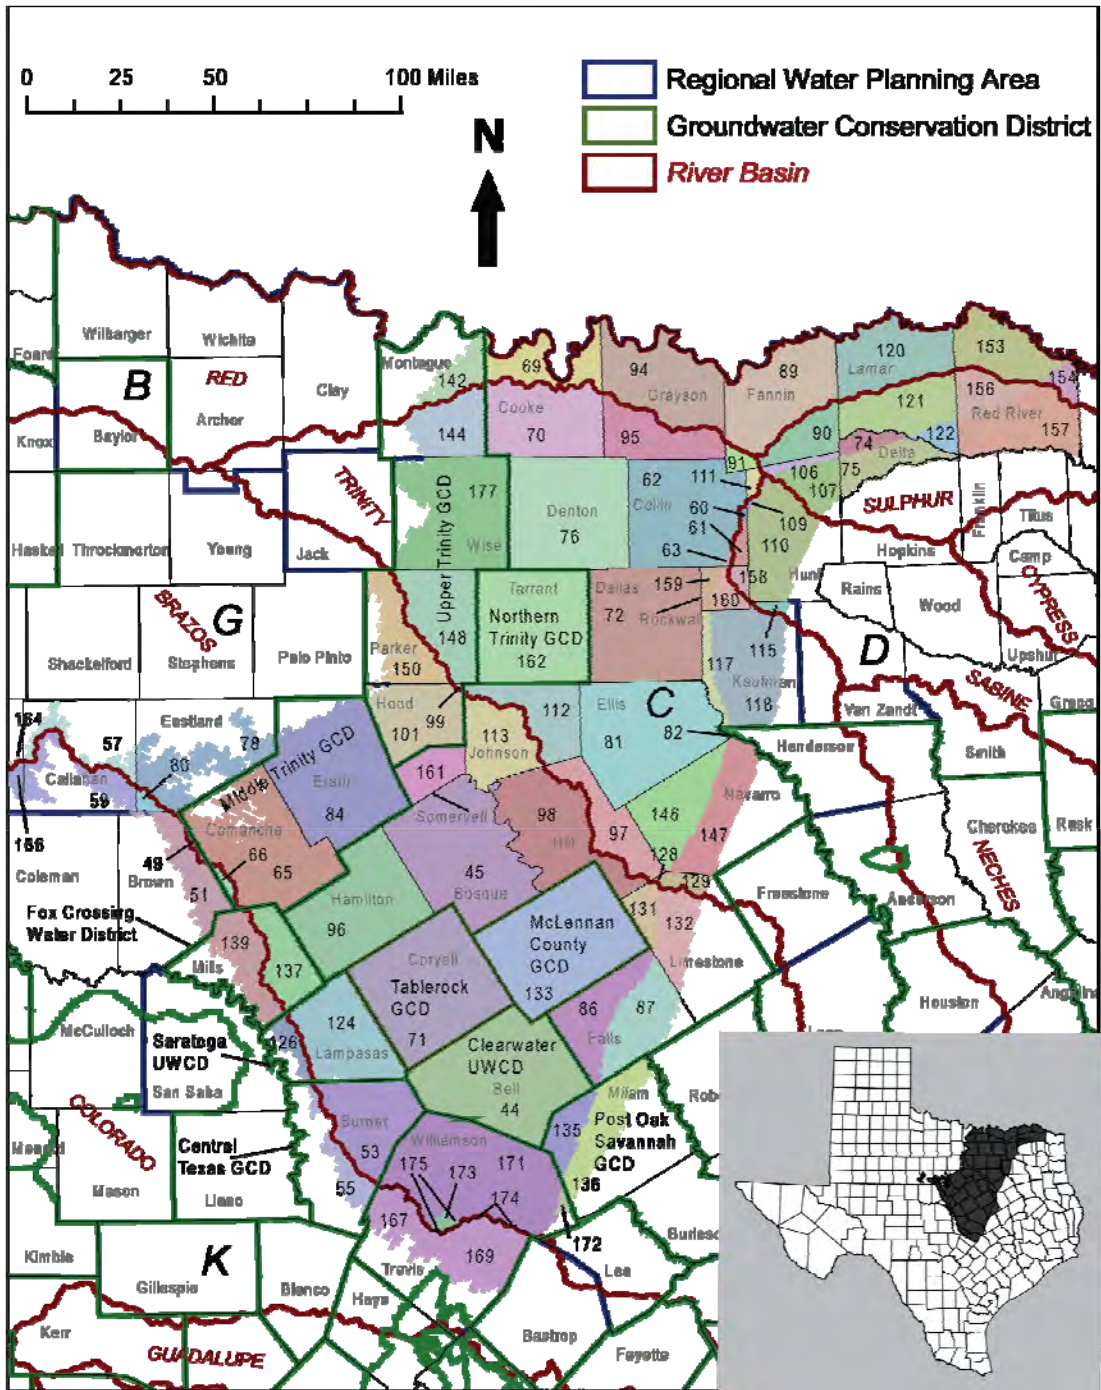 0 25 50 100 Miles
Regional Water Planning Area
Groundwater Conservation District
River Basin
N
Wilbarger
Wichita
Foard
Clay
Montague
B
RED
Archer
Knox
Baylor
142
144
69
Cooke
70
94
Grayson
95
89
Fannin
90
91
120
Lamar
121
122
153
154
156
Red River
157
74
Delta
75
106
107
SULPHUR
Franklin
Titus
Hopkins
Camp
CYPRESS
Rains
Wood
Upshur
Gregg
TRINITY
Jack
Haskell
Throckmorton
Young
177
Wise
Upper Trinity GCD
Denton
76
62
Collin
111
60
61
63
109
110
Hunt
158
159
160
Rockwall
Dallas
72
Tarrant
Northern
Trinity GCD
162
148
Parker
150
Hood
99
101
BRAZOS
G
Shackelford
Stephens
Palo Pinto
115
117
Kaufman
116
D
SABINE
Van Zandt
Smith
Henderson
C
Ellis
81
82
112
113
Johnson
164
57
Callahan
59
166
Eastland
78
80
Middle Trinity GCD
Erath
84
161
Somervell
Comanche
66
65
49
Brown
51
Coleman
Fox Crossing
Water District
98
Hill
97
146
147
Navarro
128
129
Cherokee
Rusk
NECHES
Anderson
Freestone
45
Bosque
Hamilton
96
McLennan
County
GCD
133
131
132
Limestone
139
Mills
137
Coryell
Tablerock
GCD
71
Houston
Angelina
Leon
McCulloch
Saratoga
UWCD
San Saba
126
124
Lampasas
Clearwater
UWCD
Bell
44
86
Falls
87
Milam
Post Oak
Savannah
GCD
135
136
COLORADO
Menard
Mason
Central
Texas GCD
Llano
Burnet
53
55
Williamson
175
173
171
174
172
167
169
Travis
Lee
Burleson
Kimble
K
Gillespie
Blanco
Hays
Bastrop
Fayette
Kerr
GUADALUPE